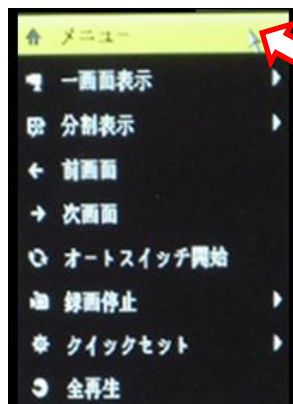 メニュー
一画面表示
分割表示
前画面
次画面
オートスイッチ開始
録画停止
クイックセット
全再生